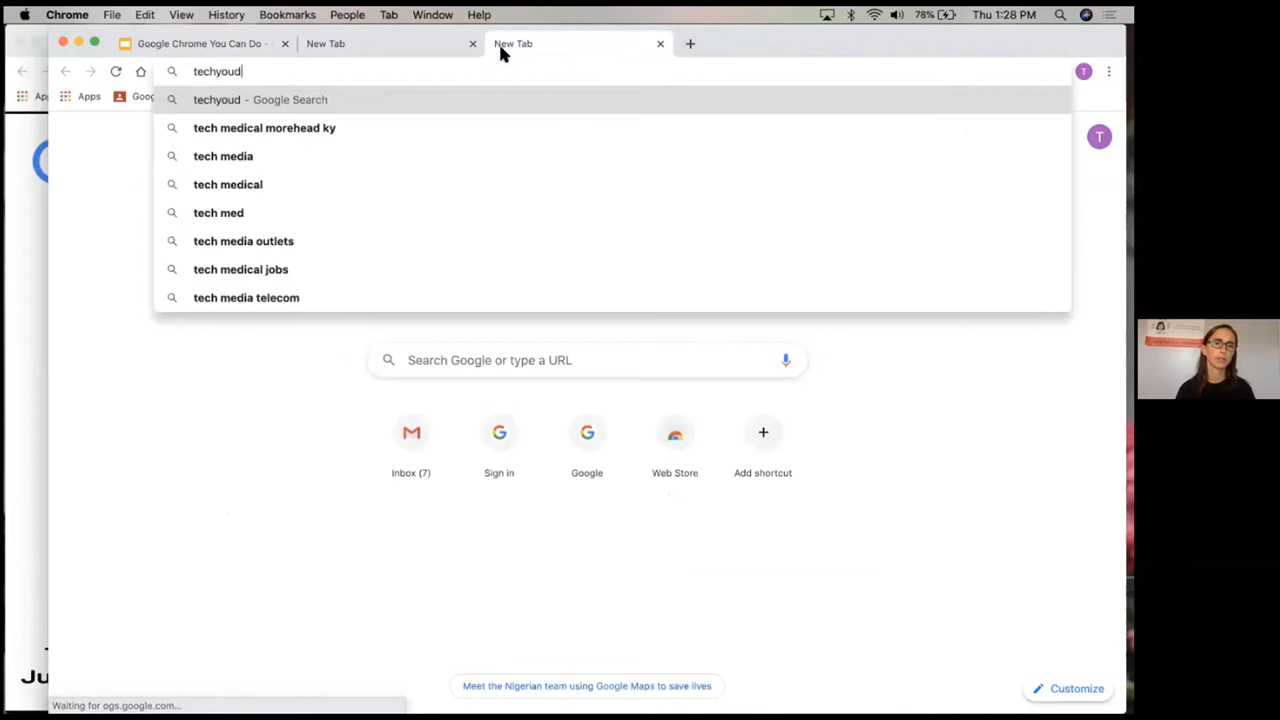 Chrome File Edit View History Bookmarks People Tab Window Help 78% Thu 1:28 PM
Google Chrome You Can Do - New Tab New Tab
techyoud T
Apps Goog
techyoud - Google Search
tech medical morehead ky
T
tech media
tech medical
tech med
tech media outlets
tech medical jobs
tech media telecom
Search Google or type a URL
Inbox (7) Sign in Google Web Store Add shortcut
Ju
Meet the Nigerian team using Google Maps to save lives
Customize
Waiting for ogs.google.com...